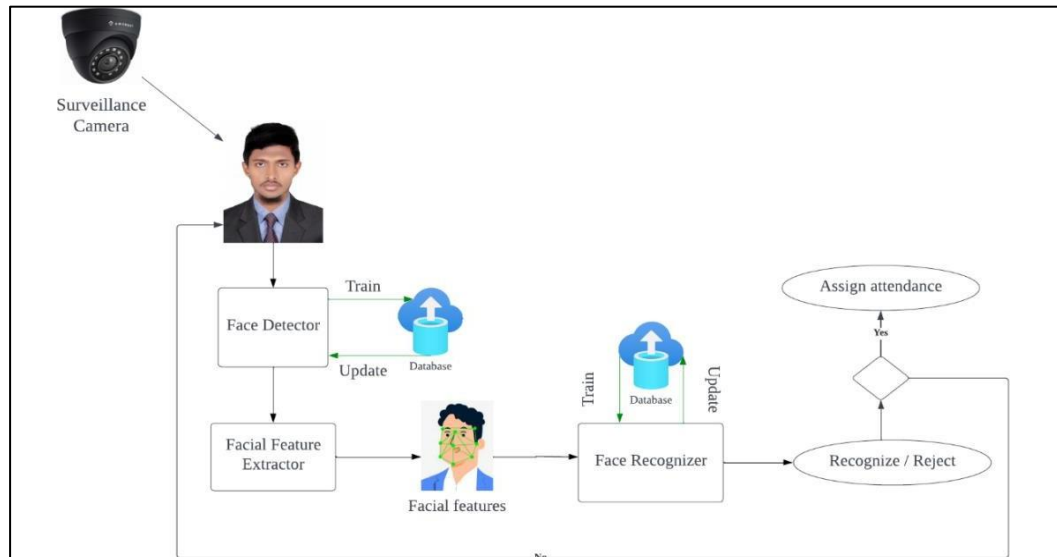 Surveillance
Camera
Train
Face Detector
Update
Database
Assign attendance
Yes
Train
Database
Update
Facial Feature
Extractor
Facial features
Face Recognizer
Recognize / Reject
No